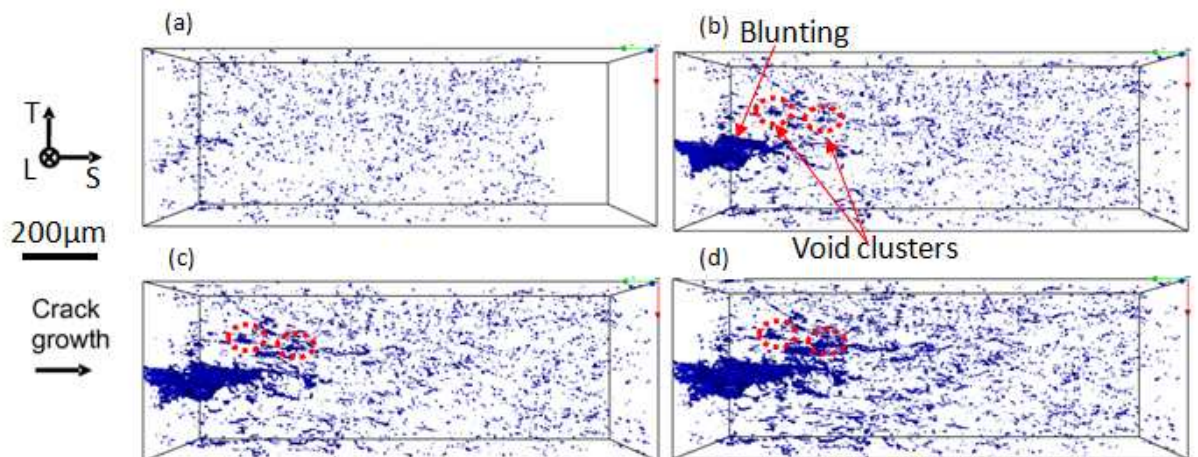 (a)
(b)
Blunting
T
L
S
200μm
Void clusters
(c)
(d)
Crack
growth